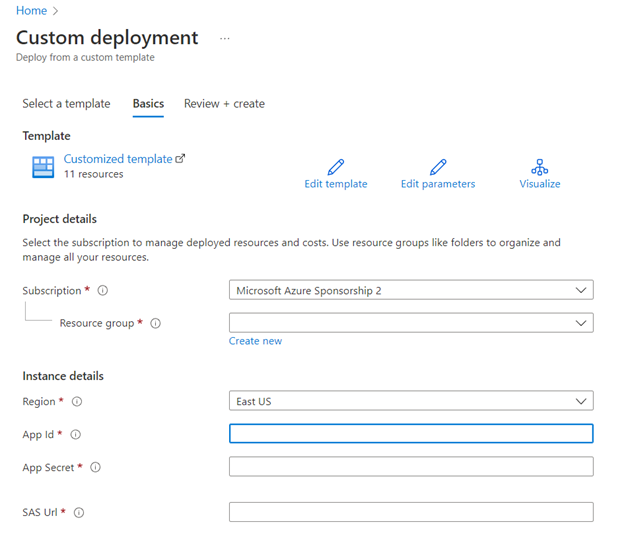 Home >
Custom deployment ...
Deploy from a custom template
Select a template Basics Review + create
Template
Customized template
11 resources
Edit template Edit parameters Visualize
Project details
Select the subscription to manage deployed resources and costs. Use resource groups like folders to organize and
manage all your resources.
Subscription * Microsoft Azure Sponsorship 2
Resource group *
Create new
Instance details
Region * East US
App Id *
App Secret *
SAS Url *